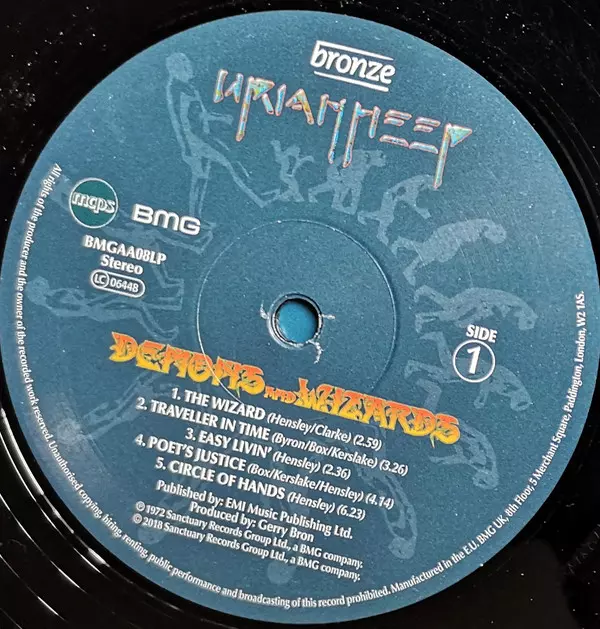 bronze
URIAH HEEP
mcps
BMG
BMGAA08LP
Stereo
LC 06448
SIDE
1
DEMONS AND WIZARDS
1. THE WIZARD (Hensley/Clarke) (2.59)
2. TRAVELLER IN TIME (Byron/Box/Kerslake) (3.26)
3. EASY LIVIN' (Hensley) (2.36)
4. POET'S JUSTICE (Box/Kerslake/Hensley) (4.14)
5. CIRCLE OF HANDS (Hensley) (6.23)
Published by: EMI Music Publishing Ltd.
Produced by: Gerry Bron
℗ 1972 Sanctuary Records Group Ltd., a BMG company.
© 2018 Sanctuary Records Group Ltd.,
a BMG company.
All rights of the producer and the owner of the recorded work reserved. Unauthorised copying, hiring, renting, public performance and broadcasting of this record prohibited. Manufactured in the E.U. BMG UK, 8th Floor, 5 Merchant Square, Paddington, London, W2 1AS.